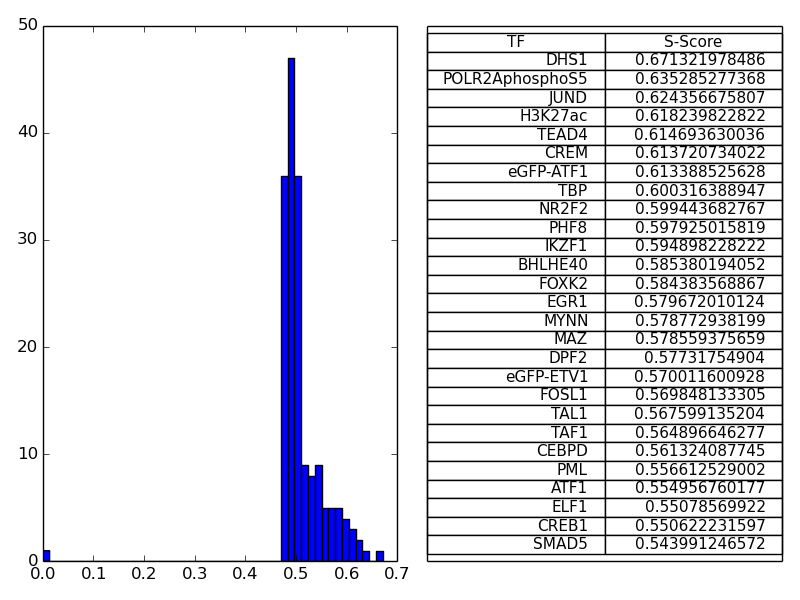 50
40
30
20
10
0
0.0 0.1 0.2 0.3 0.4 0.5 0.6 0.7
TF S-Score
DHS1 0.671321978486
POLR2AphosphoS5 0.635285277368
JUND 0.624356675807
H3K27ac 0.618239822822
TEAD4 0.614693630036
CREM 0.613720734022
eGFP-ATF1 0.613388525628
TBP 0.600316388947
NR2F2 0.599443682767
PHF8 0.597925015819
IKZF1 0.594898228222
BHLHE40 0.585380194052
FOXK2 0.584383568867
EGR1 0.579672010124
MYNN 0.578772938199
MAZ 0.578559375659
DPF2 0.57731754904
eGFP-ETV1 0.570011600928
FOSL1 0.569848133305
TAL1 0.567599135204
TAF1 0.564896646277
CEBPD 0.561324087745
PML 0.556612529002
ATF1 0.554956760177
ELF1 0.55078569922
CREB1 0.550622231597
SMAD5 0.543991246572